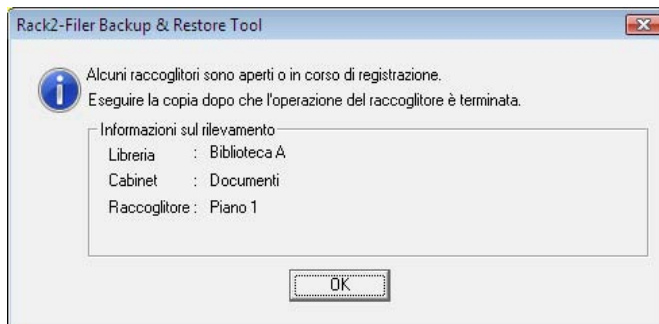 Rack2-Filer Backup & Restore Tool
Alcuni raccoglitori sono aperti o in corso di registrazione.
Eseguire la copia dopo che l'operazione del raccoglitore è terminata.
Informazioni sul rilevamento
Libreria : Biblioteca A
Cabinet : Documenti
Raccoglitore : Piano 1
OK